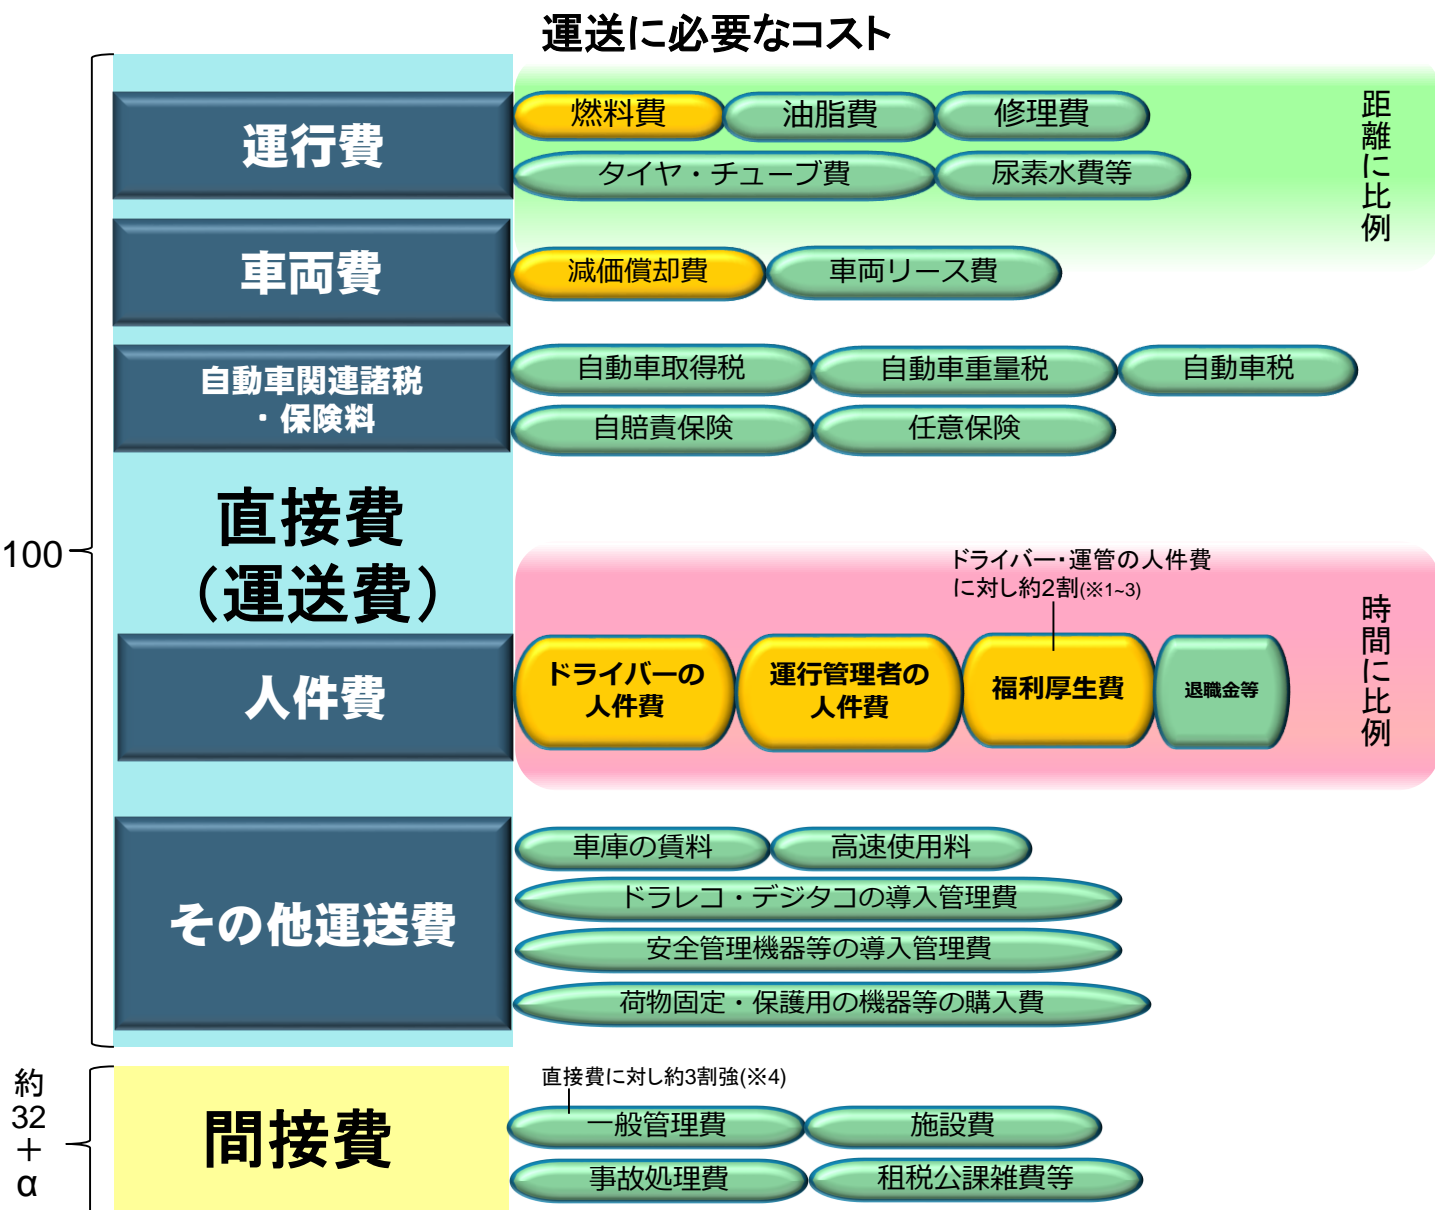 運送に必要なコスト
100
直接費
（運送費）
運行費
燃料費
油脂費
修理費
タイヤ・チューブ費
尿素水費等
距離に比例
車両費
減価償却費
車両リース費
自動車関連諸税
・保険料
自動車取得税
自動車重量税
自動車税
自賠責保険
任意保険
人件費
ドライバー・運管の人件費
に対し約2割(※1~3)
ドライバーの
人件費
運行管理者の
人件費
福利厚生費
退職金等
時間に比例
その他運送費
車庫の賃料
高速使用料
ドラレコ・デジタコの導入管理費
安全管理機器等の導入管理費
荷物固定・保護用の機器等の購入費
約
32
＋
α
間接費
直接費に対し約3割強(※4)
一般管理費
施設費
事故処理費
租税公課雑費等